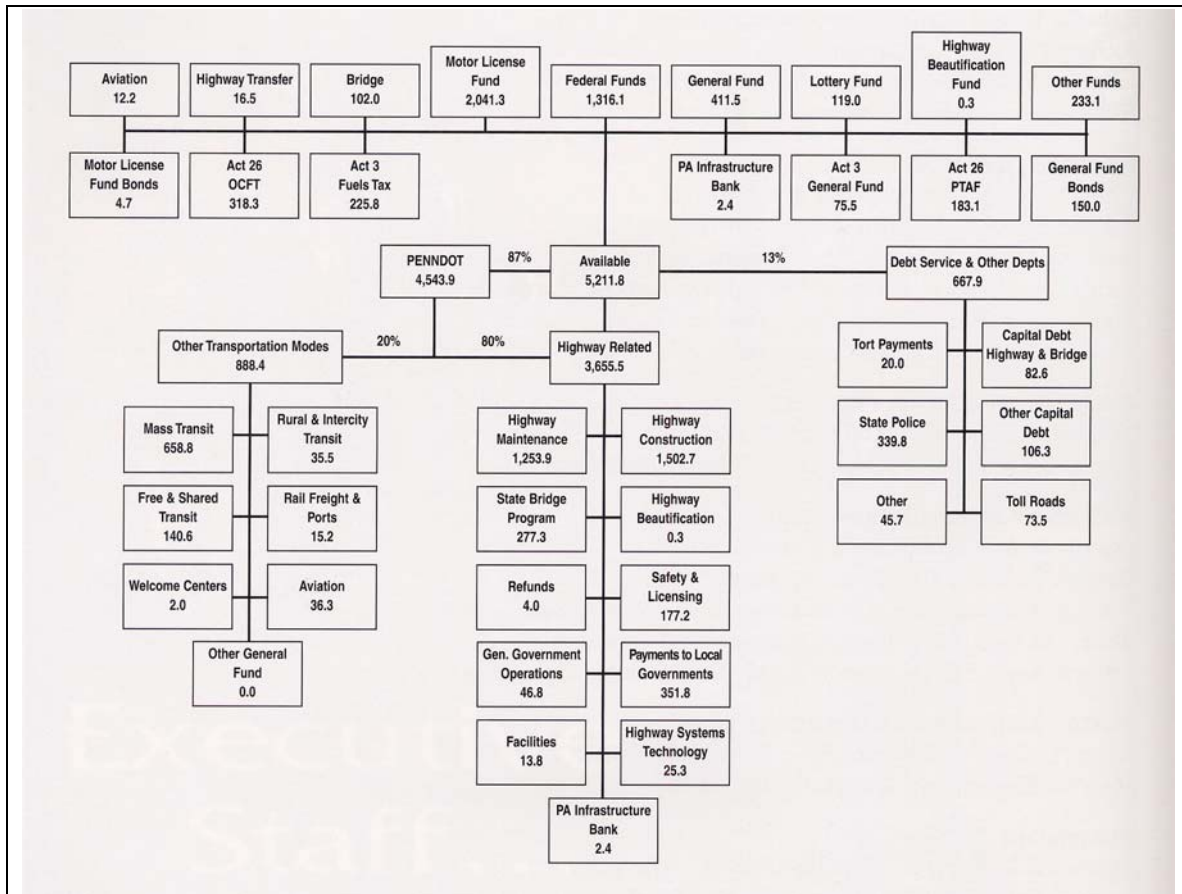 Aviation
12.2
Highway Transfer
16.5
Bridge
102.0
Motor License
Fund
2,041.3
Federal Funds
1,316.1
General Fund
411.5
Lottery Fund
119.0
Highway
Beautification
Fund
0.3
Other Funds
233.1
Motor License
Fund Bonds
4.7
Act 26
OCFT
318.3
Act 3
Fuels Tax
225.8
PA Infrastructure
Bank
2.4
Act 3
General Fund
75.5
Act 26
PTAF
183.1
General Fund
Bonds
150.0
PENNDOT
4,543.9
87%
Available
5,211.8
13%
Debt Service & Other Depts
667.9
Other Transportation Modes
888.4
20%
80%
Highway Related
3,655.5
Tort Payments
20.0
Capital Debt
Highway & Bridge
82.6
State Police
339.8
Other Capital
Debt
106.3
Other
45.7
Toll Roads
73.5
Mass Transit
658.8
Rural & Intercity
Transit
35.5
Free & Shared
Transit
140.6
Rail Freight &
Ports
15.2
Welcome Centers
2.0
Aviation
36.3
Other General
Fund
0.0
Highway
Maintenance
1,253.9
Highway
Construction
1,502.7
State Bridge
Program
277.3
Highway
Beautification
0.3
Refunds
4.0
Safety &
Licensing
177.2
Gen. Government
Operations
46.8
Payments to Local
Governments
351.8
Facilities
13.8
Highway Systems
Technology
25.3
PA Infrastructure
Bank
2.4
Staff